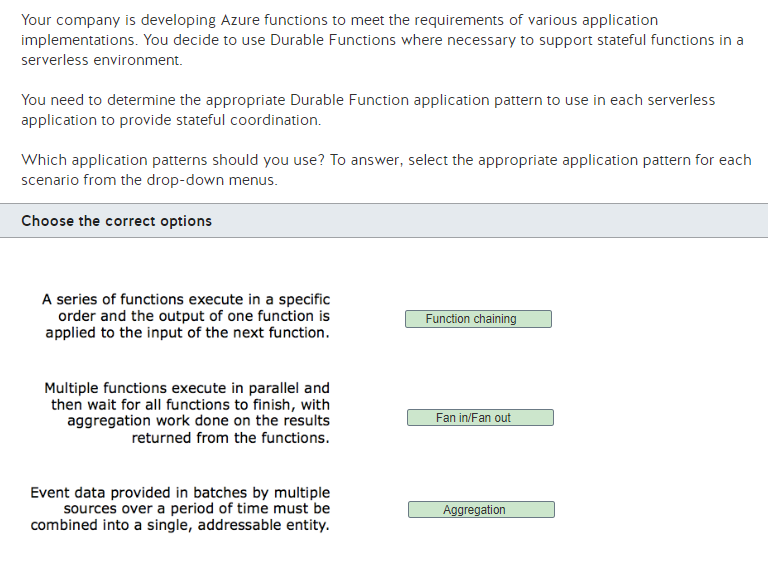 Your company is developing Azure functions to meet the requirements of various application
implementations. You decide to use Durable Functions where necessary to support stateful functions in a
serverless environment.
You need to determine the appropriate Durable Function application pattern to use in each serverless
application to provide stateful coordination.
Which application patterns should you use? To answer, select the appropriate application pattern for each
scenario from the drop-down menus.
Choose the correct options
A series of functions execute in a specific
order and the output of one function is
applied to the input of the next function.
Function chaining
Multiple functions execute in parallel and
then wait for all functions to finish, with
aggregation work done on the results
returned from the functions.
Fan in/Fan out
Event data provided in batches by multiple
sources over a period of time must be
combined into a single, addressable entity.
Aggregation